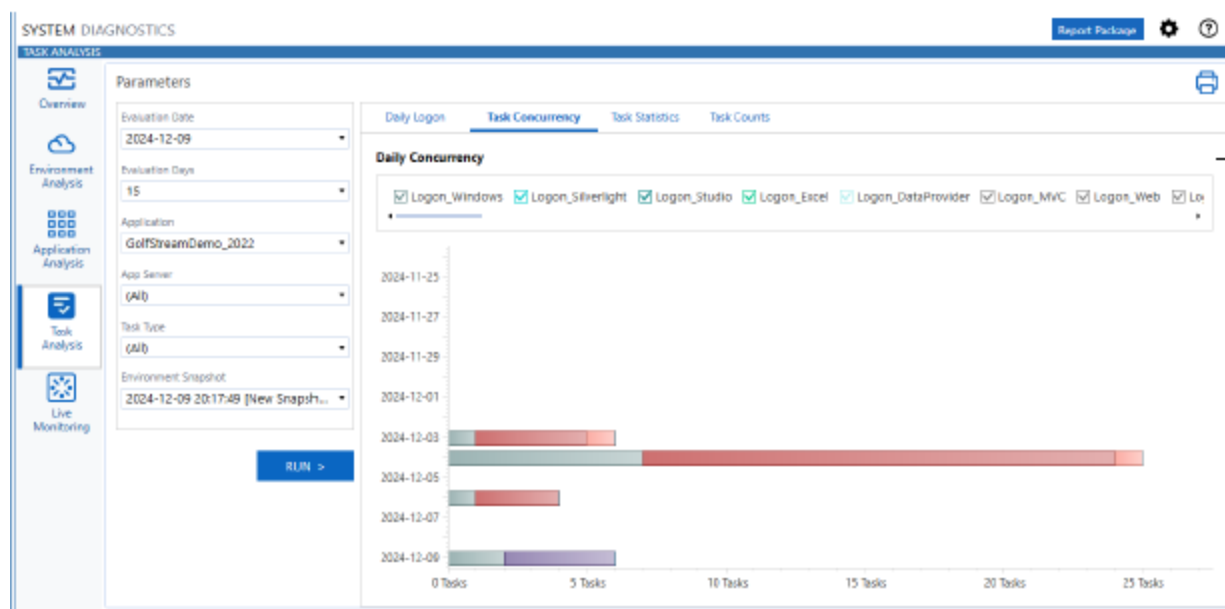 SYSTEM DIAGNOSTICS
Report Package
TASK ANALYSIS
Overview
Environment
Analysis
Application
Analysis
Task
Analysis
Live
Monitoring
Parameters
Evaluation Date
2024-12-09
Evaluation Days
15
Application
GolfStreamDemo_2022
App Server
(All)
Task Type
(All)
Environment Snapshot
2024-12-09 20:17:49 [New Snapsh...
RUN >
Daily Logon Task Concurrency Task Statistics Task Counts
Daily Concurrency
Logon_Windows Logon_Silverlight Logon_Studio Logon_Excel Logon_DataProvider Logon_MVC Logon_Web Lo
2024-11-25
2024-11-27
2024-11-29
2024-12-01
2024-12-03
2024-12-05
2024-12-07
2024-12-09
0 Tasks 5 Tasks 10 Tasks 15 Tasks 20 Tasks 25 Tasks